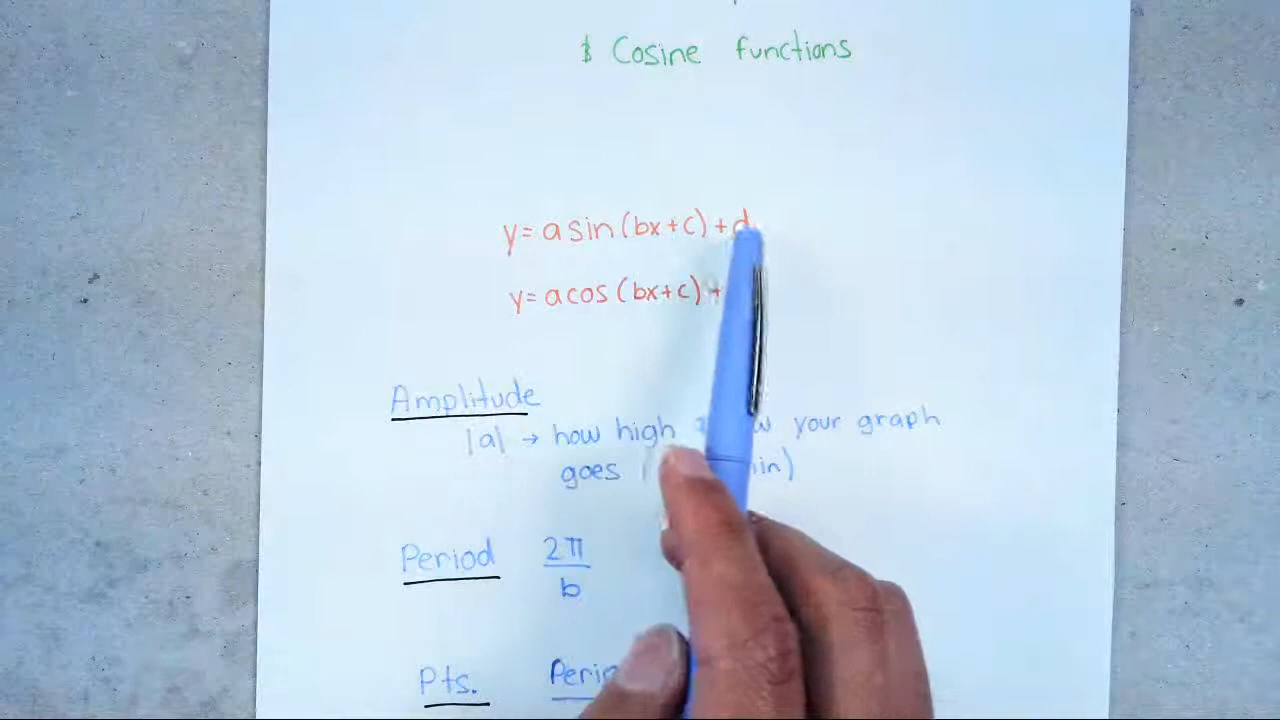 & Cosine functions
y = a sin (bx + c) + d
y = a cos (bx + c) +
Amplitude
|a| → how high your graph
goes
Period 2π
b
Pts.